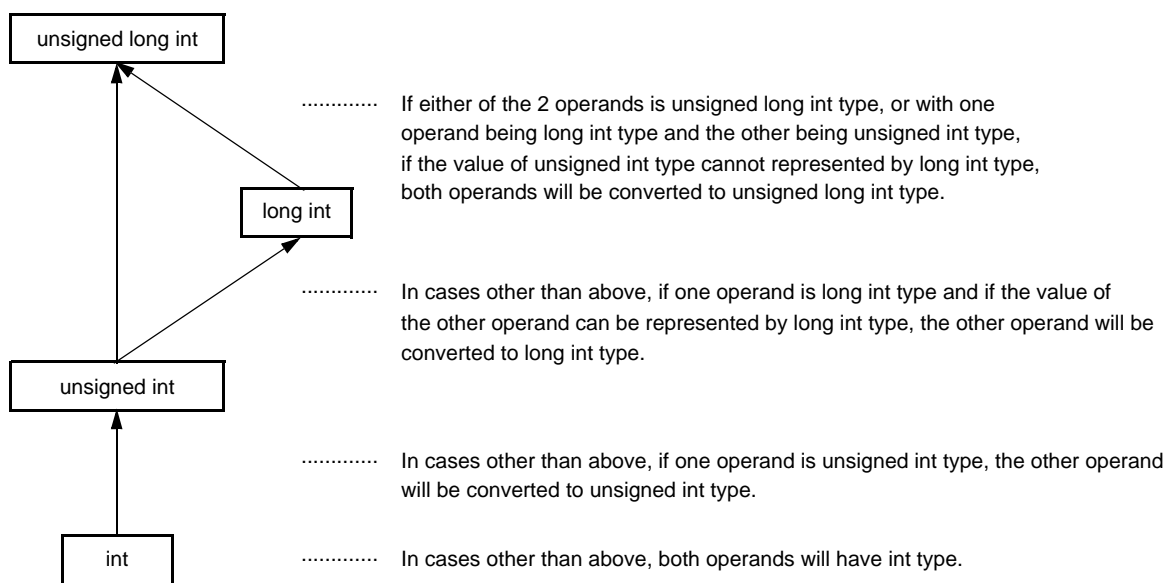 unsigned long int
............. If either of the 2 operands is unsigned long int type, or with one
operand being long int type and the other being unsigned int type,
if the value of unsigned int type cannot represented by long int type,
both operands will be converted to unsigned long int type.
long int
............. In cases other than above, if one operand is long int type and if the value of
the other operand can be represented by long int type, the other operand will be
converted to long int type.
unsigned int
............. In cases other than above, if one operand is unsigned int type, the other operand
will be converted to unsigned int type.
int
............. In cases other than above, both operands will have int type.